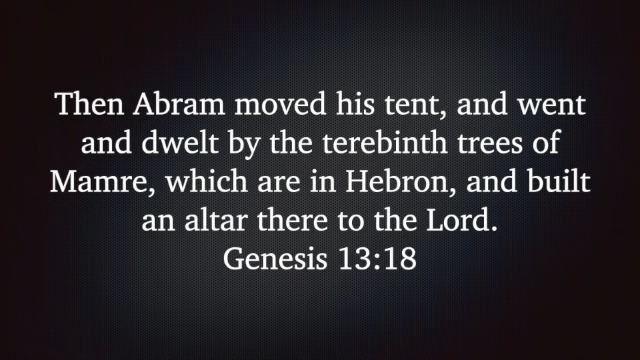 Then Abram moved his tent, and went
and dwelt by the terebinth trees of
Mamre, which are in Hebron, and built
an altar there to the Lord.
Genesis 13:18